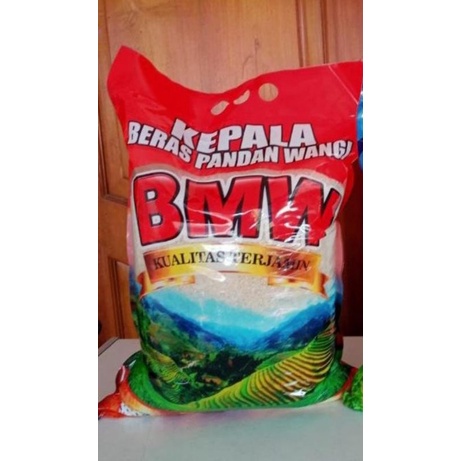 KEPALA
BERAS PANDAN WANGI
BMW
KUALITAS TERJAMIN